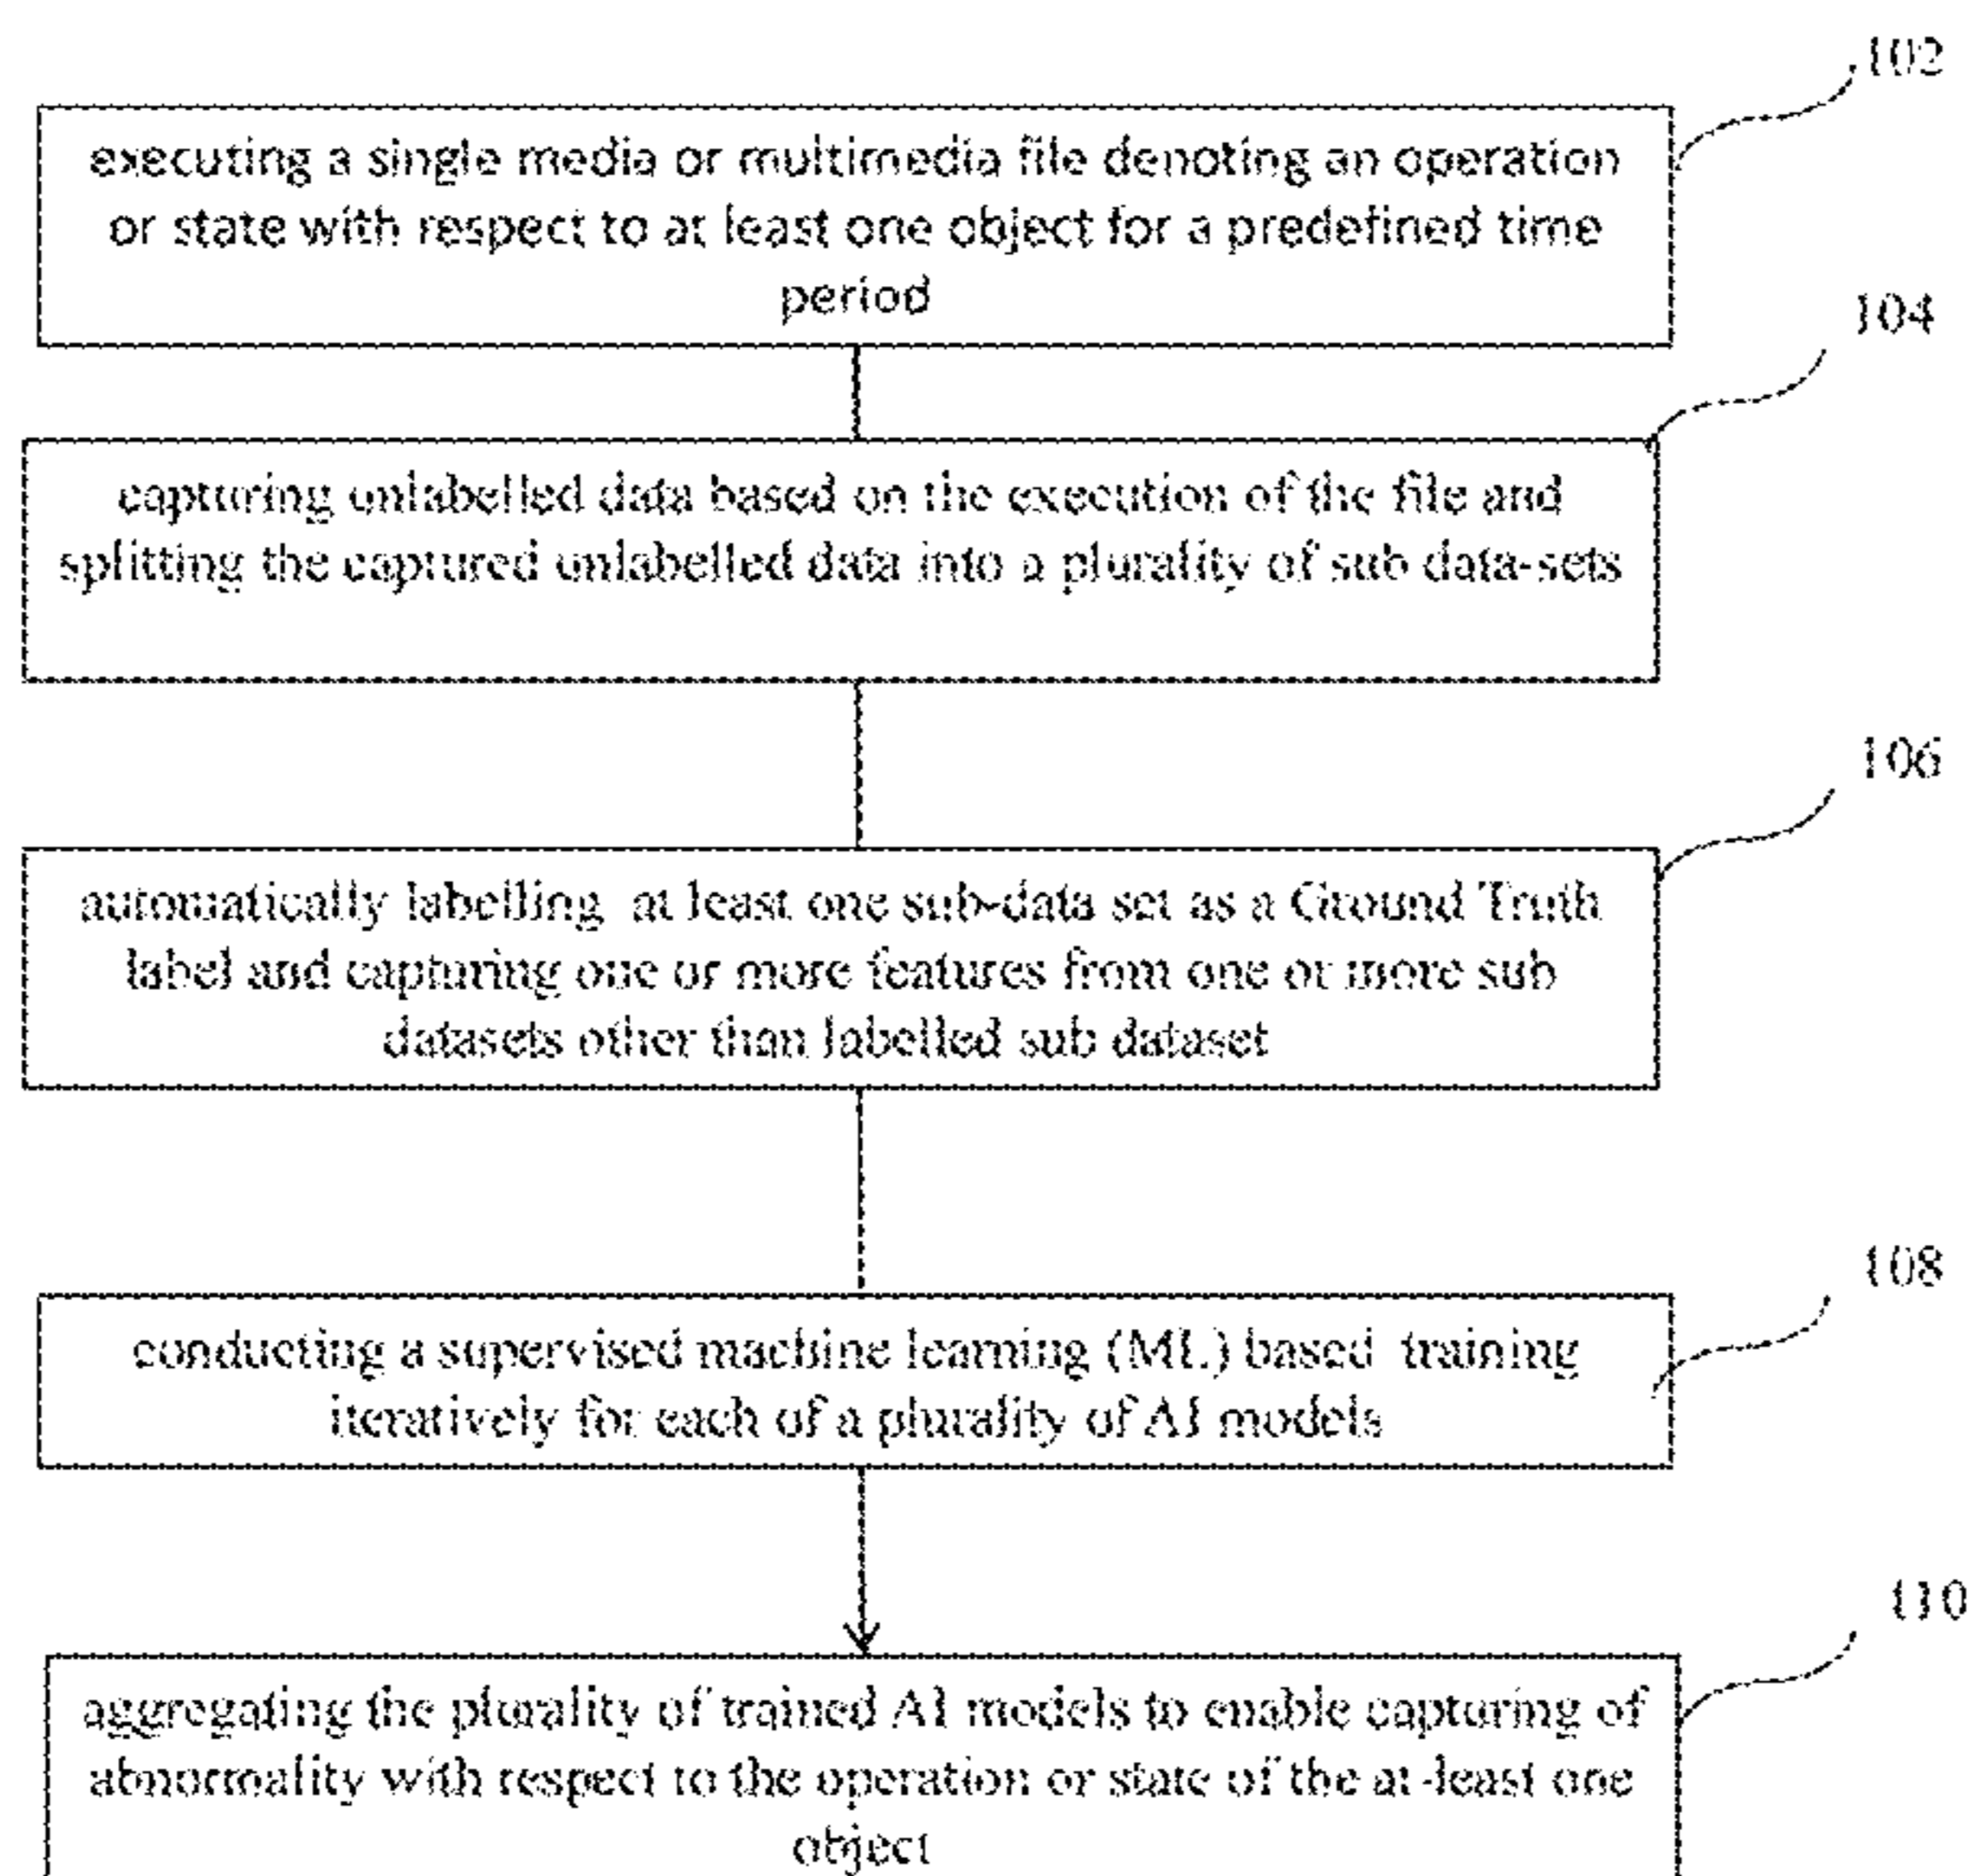 102
executing a single media or multimedia file denoting an operation
or state with respect to at least one object for a predefined time
period
104
capturing unlabelled data based on the execution of the file and
splitting the captured unlabelled data into a plurality of sub data-sets
106
automatically labelling at least one sub-data set as a Ground Truth
label and capturing one or more features from one or more sub
datasets other than labelled sub dataset
108
conducting a supervised machine learning (ML) based training
iteratively for each of a plurality of AI models
110
aggregating the plurality of trained AI models to enable capturing of
abnormality with respect to the operation or state of the at-least one
object